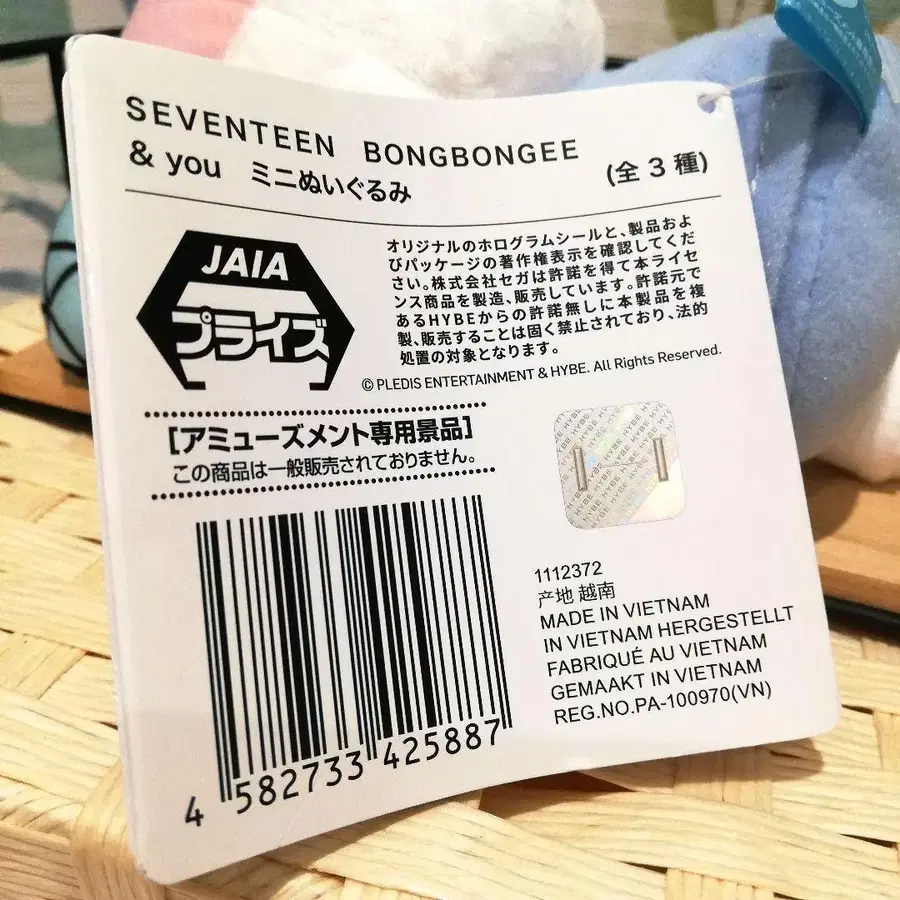 SEVENTEEN BONGBONGEE
& you ミニぬいぐるみ (全3種)
JAIA
プライズ
オリジナルのホログラムシールと、製品およ
びパッケージの著作権表示を確認してくだ
さい。株式会社セガは許諾を得て本ライセ
ンス商品を製造、販売しています。許諾元で
あるHYBEからの許諾無しに本製品を複
製、販売することは固く禁止されており、法的
処置の対象となります。
© PLEDIS ENTERTAINMENT & HYBE. All Rights Reserved.
[アミューズメント専用景品]
この商品は一般販売されておりません。
HYBE HYBE HYBE
4 582733 425887
1112372
产地 越南
MADE IN VIETNAM
IN VIETNAM HERGESTELLT
FABRIQUÉ AU VIETNAM
GEMAAKT IN VIETNAM
REG.NO.PA-100970(VN)